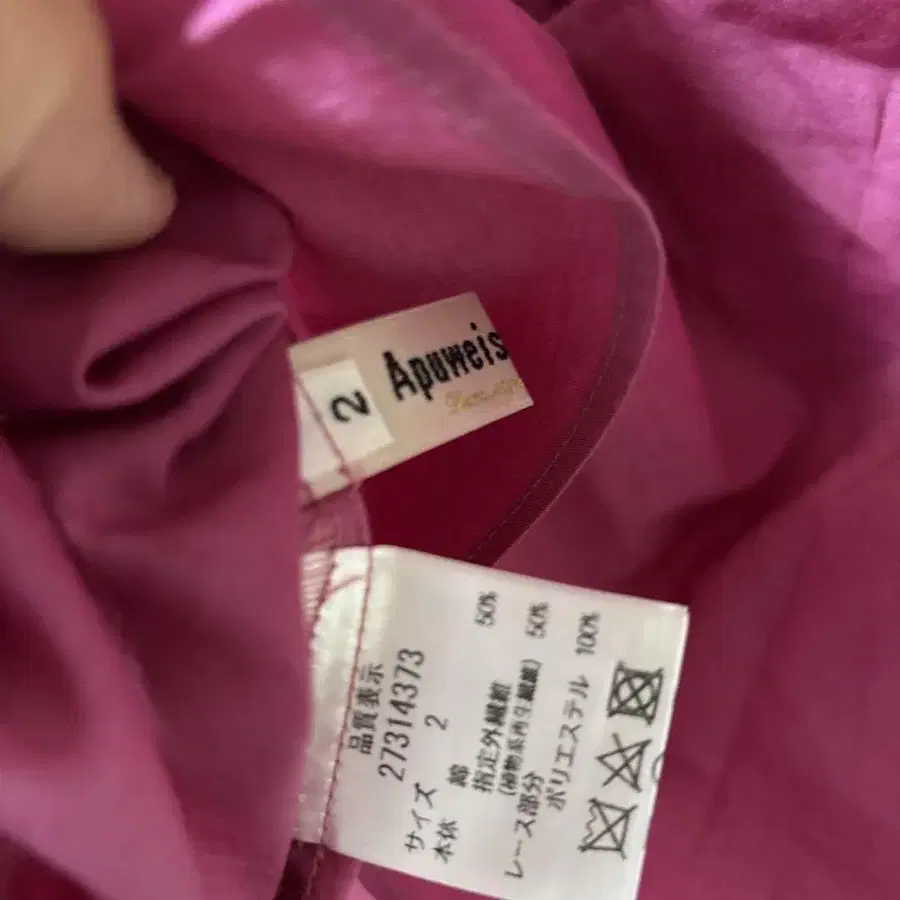 Apuweis
2
品質表示
27314373
サイズ 2
本体 綿 50%
指定外繊維
(植物系再生繊維) 50%
レース部分
ポリエステル 100%